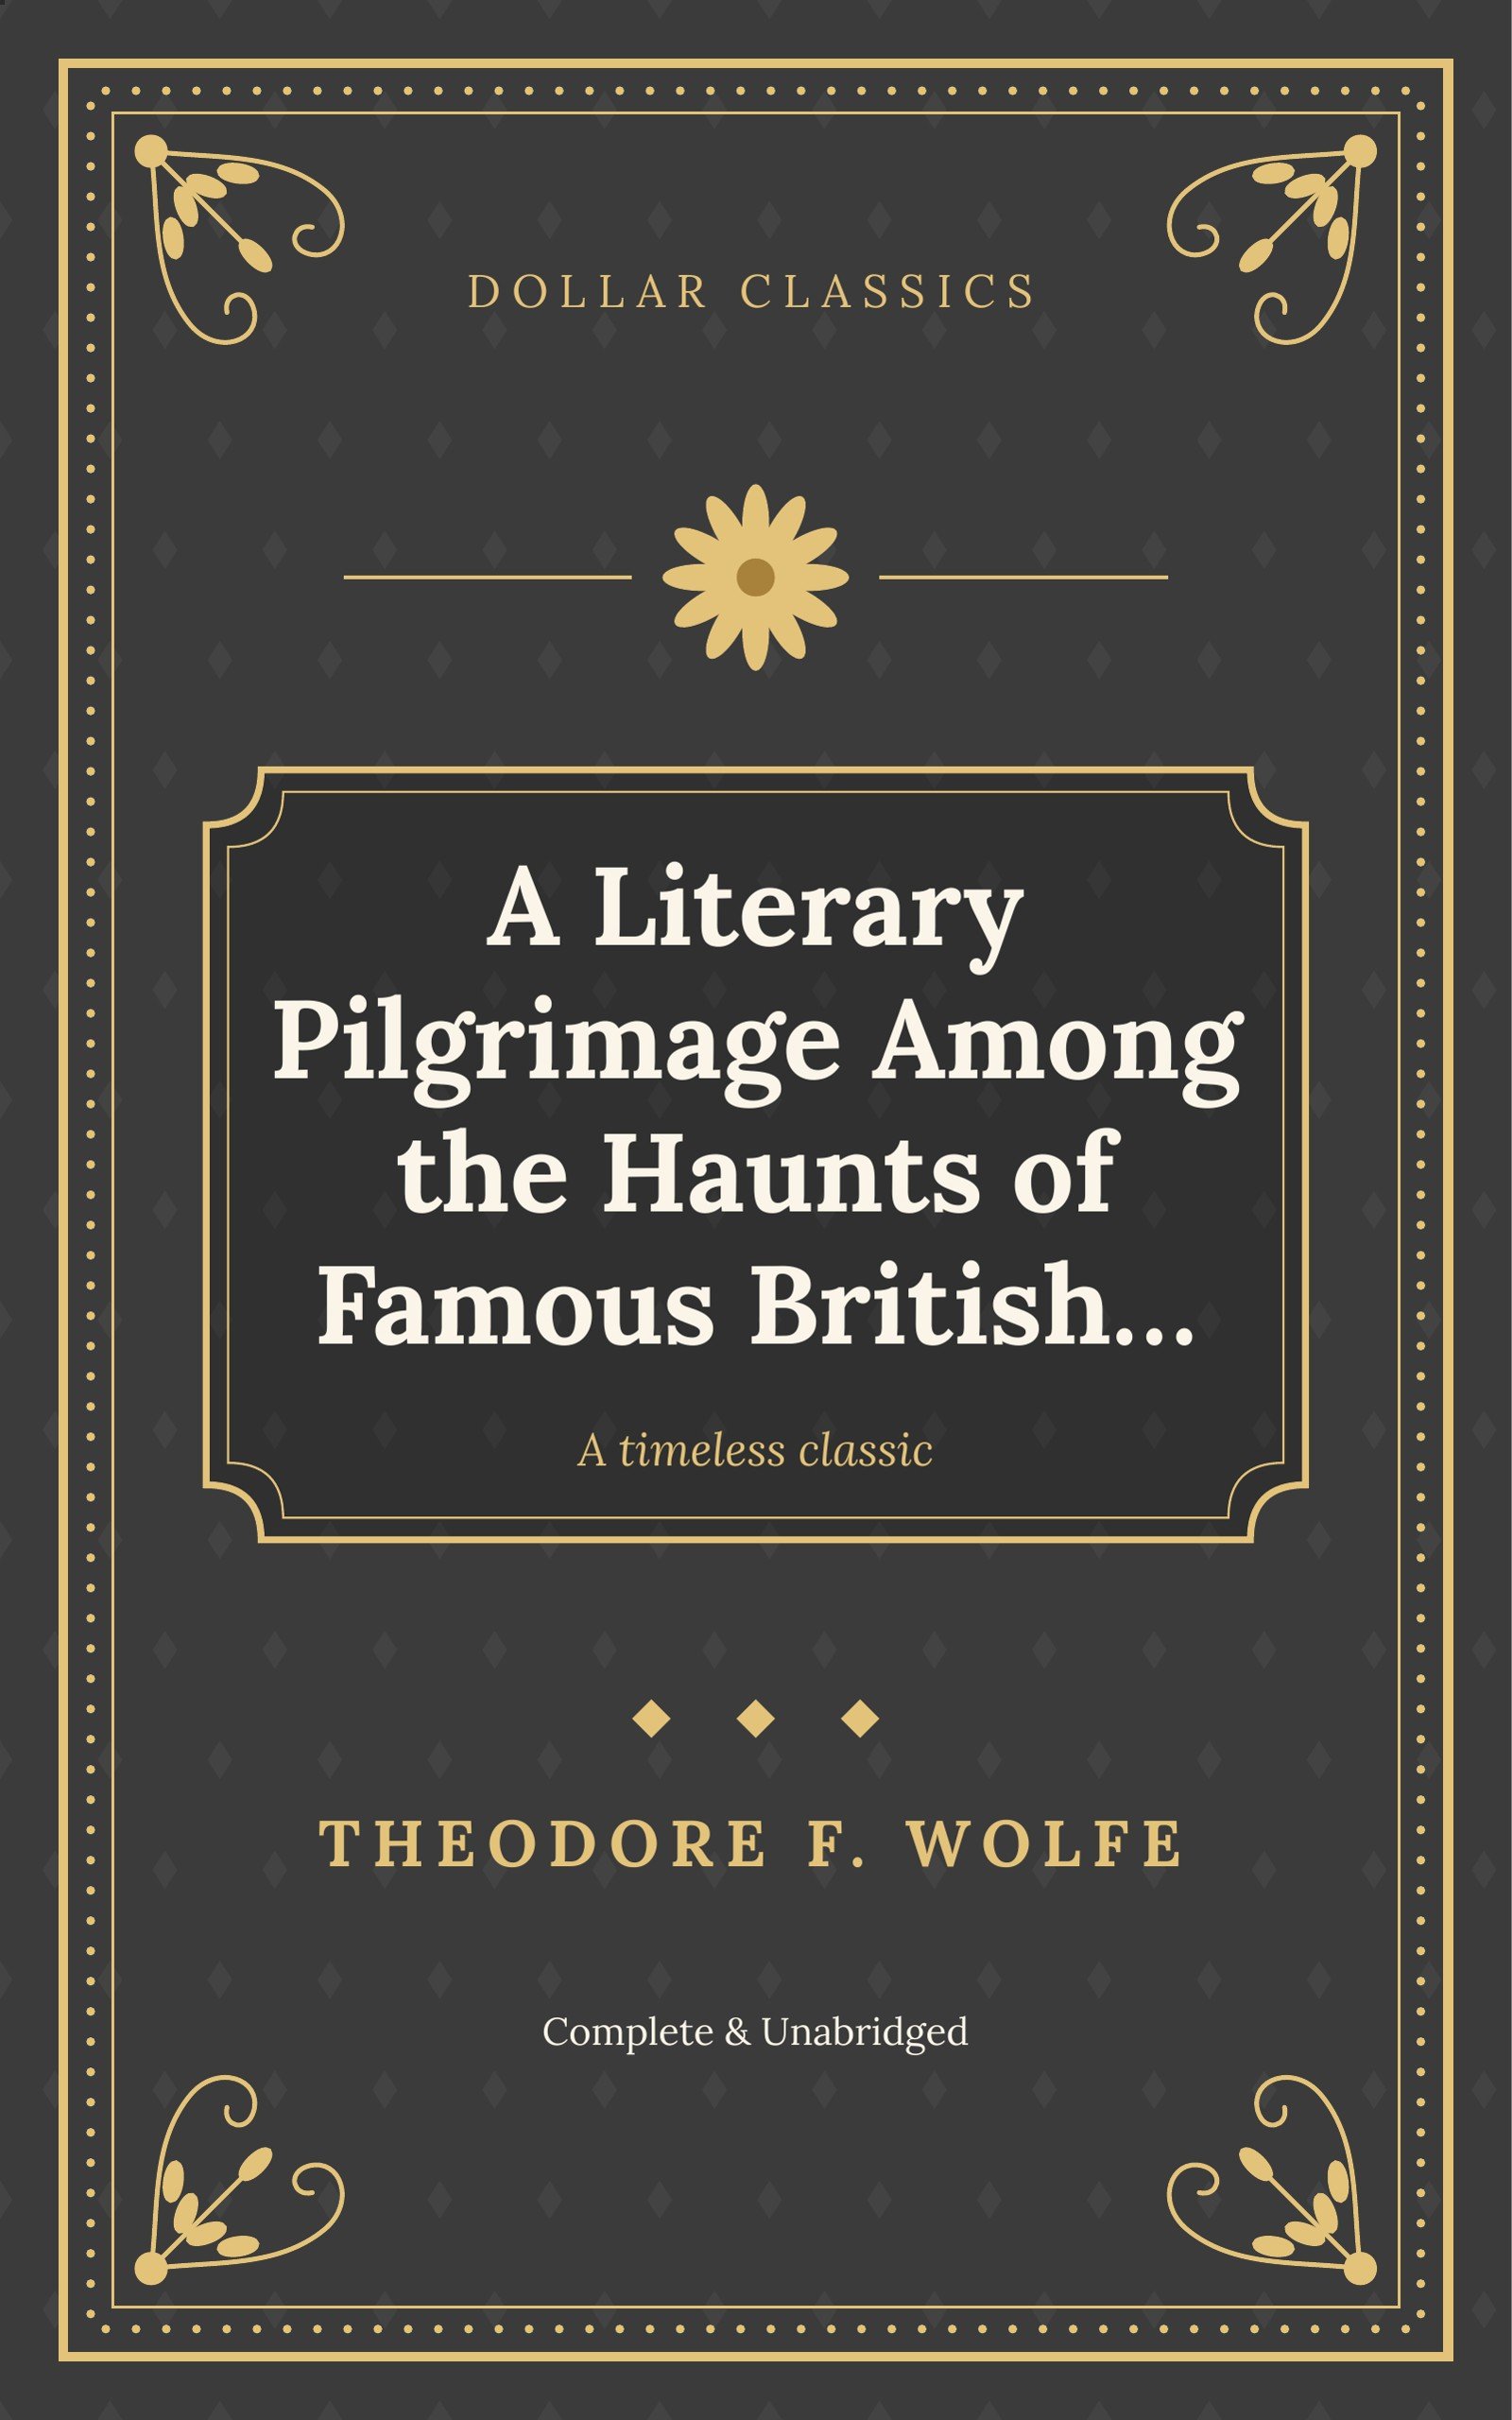 DOLLAR CLASSICS
A Literary
Pilgrimage Among
the Haunts of
Famous British...
A timeless classic
THEODORE F. WOLFE
Complete & Unabridged